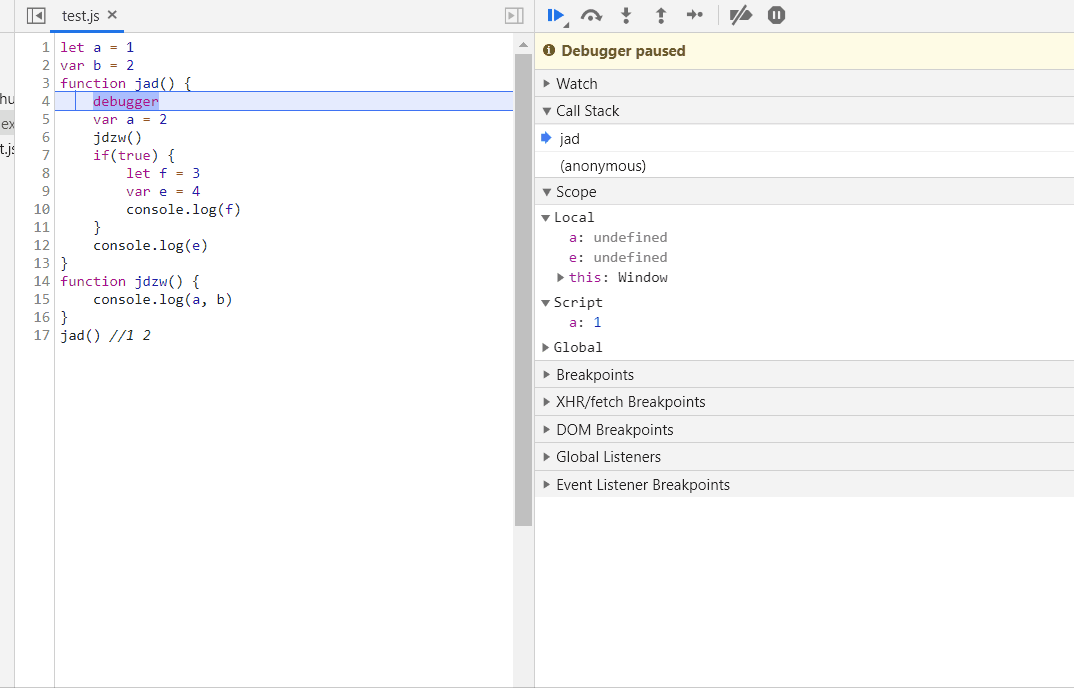 test.js ×
1 let a = 1
2 var b = 2
3 function jad() {
4 debugger
5 var a = 2
6 jdzw()
7 if(true) {
8 let f = 3
9 var e = 4
10 console.log(f)
11 }
12 console.log(e)
13 }
14 function jdzw() {
15 console.log(a, b)
16 }
17 jad() //1 2
hu
ex
t.js
Debugger paused
Watch
Call Stack
jad
(anonymous)
Scope
Local
a: undefined
e: undefined
this: Window
Script
a: 1
Global
Breakpoints
XHR/fetch Breakpoints
DOM Breakpoints
Global Listeners
Event Listener Breakpoints